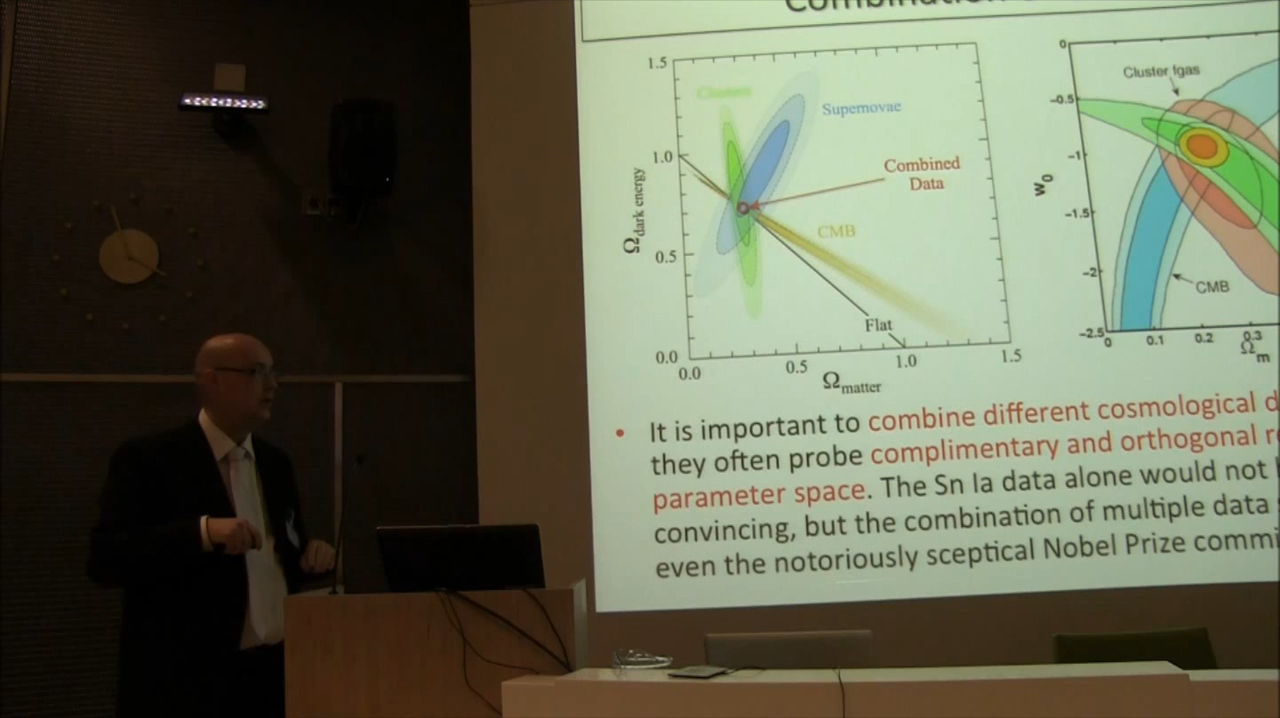 Combination
1.5
1.0
0.5
0.0
0.0
0.5
1.0
1.5
Ωdark energy
Ωmatter
Clusters
Supernovae
Combined
Data
CMB
Flat
0
-0.5
-1
-1.5
-2
-2.5
0
0.1
0.2
0.3
w0
Ωm
Cluster fgas
CMB
• It is important to combine different cosmological d
they often probe complimentary and orthogonal r
parameter space. The Sn Ia data alone would not
convincing, but the combination of multiple data
even the notoriously sceptical Nobel Prize commi